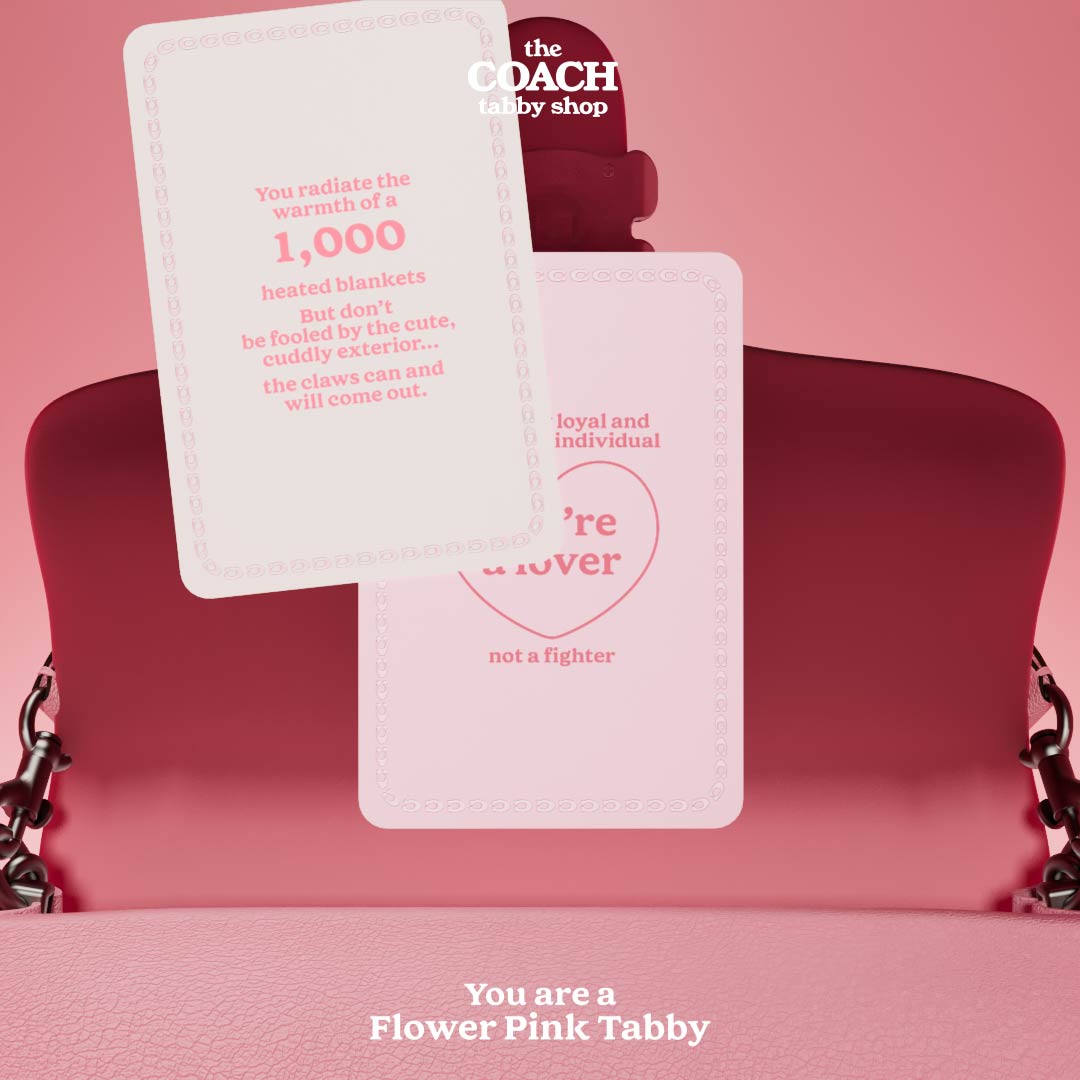 the
COACH
tabby shop
You radiate the
warmth of a
1,000
heated blankets
But don't
be fooled by the cute,
cuddly exterior...
the claws can and
will come out.
loyal and
individual
're
a lover
not a fighter
You are a
Flower Pink Tabby